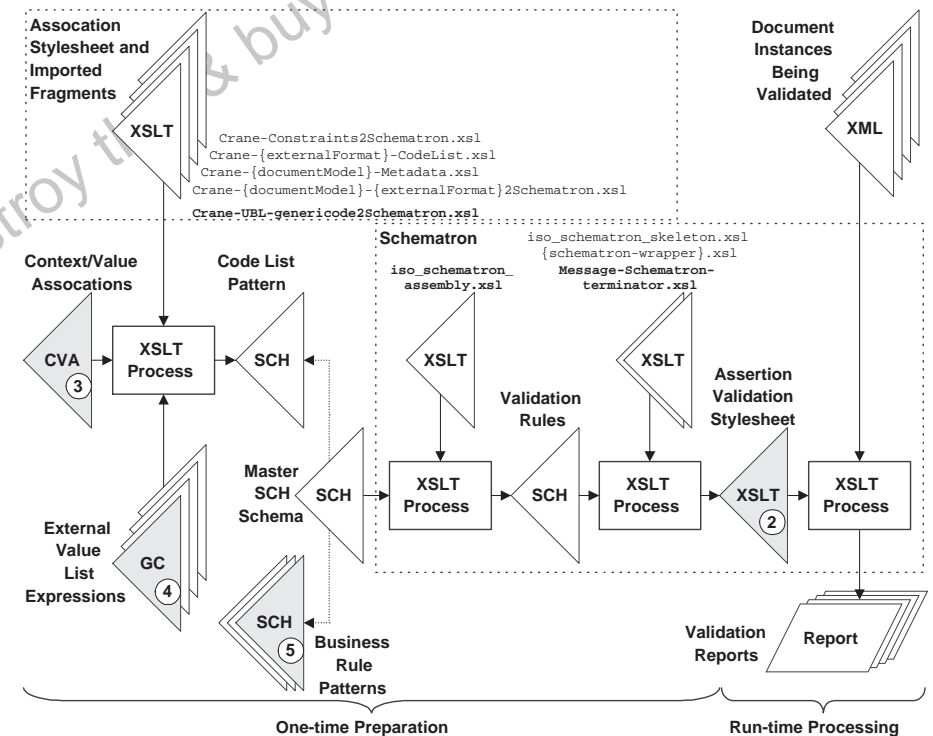 Assocation
Stylesheet and
Imported
Fragments
XSLT
Crane-Constraints2Schematron.xsl
Crane-{externalFormat}-CodeList.xsl
Crane-{documentModel}-Metadata.xsl
Crane-{documentModel}-{externalFormat}2Schematron.xsl
Crane-UBL-genericode2Schematron.xsl
Document
Instances
Being
Validated
XML
Context/Value
Assocations
CVA
3
XSLT
Process
Code List
Pattern
SCH
Schematron
iso_schematron_
assembly.xsl
XSLT
iso_schematron_skeleton.xsl
{schematron-wrapper}.xsl
Message-Schematron-
terminator.xsl
XSLT
Master
SCH
Schema
SCH
XSLT
Process
Validation
Rules
SCH
XSLT
Process
Assertion
Validation
Stylesheet
XSLT
2
XSLT
Process
External
Value
List
Expressions
GC
4
SCH
5
Business
Rule
Patterns
Validation
Reports
Report
One-time Preparation
Run-time Processing
& buy